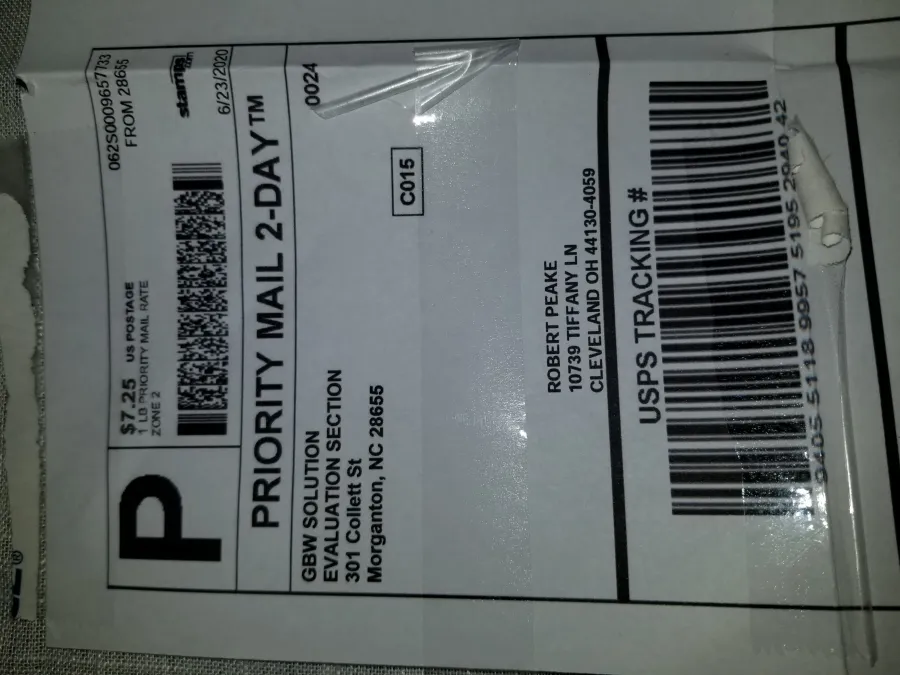 P
$7.25 US POSTAGE
1 LB PRIORITY MAIL RATE
ZONE 2
062S0009657733
FROM 28655
stamps
.com
6/23/2020
PRIORITY MAIL 2-DAY™
GBW SOLUTION
EVALUATION SECTION
301 Collett St
Morganton, NC 28655
0024
C015
ROBERT PEAKE
10739 TIFFANY LN
CLEVELAND OH 44130-4059
USPS TRACKING #
9405 5118 9957 5195 2940 42
®